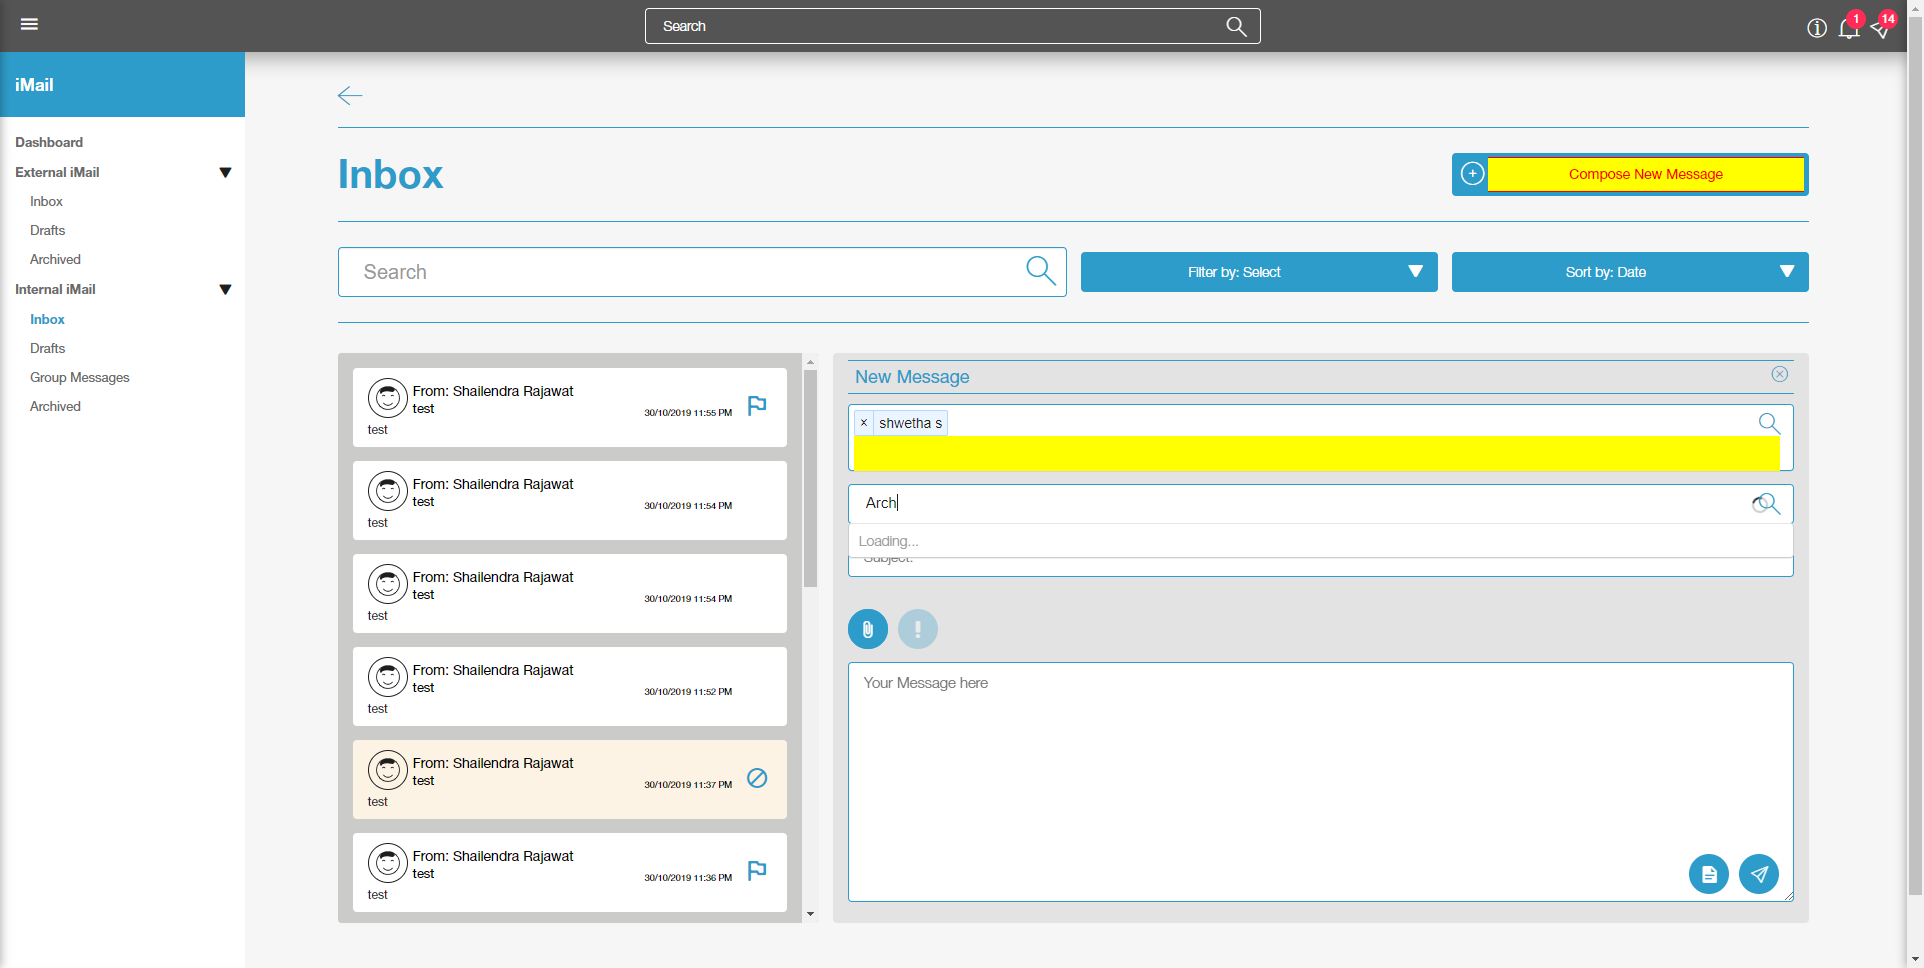 Search
1
14
iMail
Dashboard
External iMail
Inbox
Drafts
Archived
Internal iMail
Inbox
Drafts
Group Messages
Archived
Inbox
Compose New Message
Search
Filter by: Select
Sort by: Date
From: Shailendra Rajawat
test
30/10/2019 11:55 PM
test
From: Shailendra Rajawat
test
30/10/2019 11:54 PM
test
From: Shailendra Rajawat
test
30/10/2019 11:54 PM
test
From: Shailendra Rajawat
test
30/10/2019 11:52 PM
test
From: Shailendra Rajawat
test
30/10/2019 11:37 PM
test
From: Shailendra Rajawat
test
30/10/2019 11:36 PM
test
New Message
× shwetha s
Arch
Loading...
Subject:
Your Message here